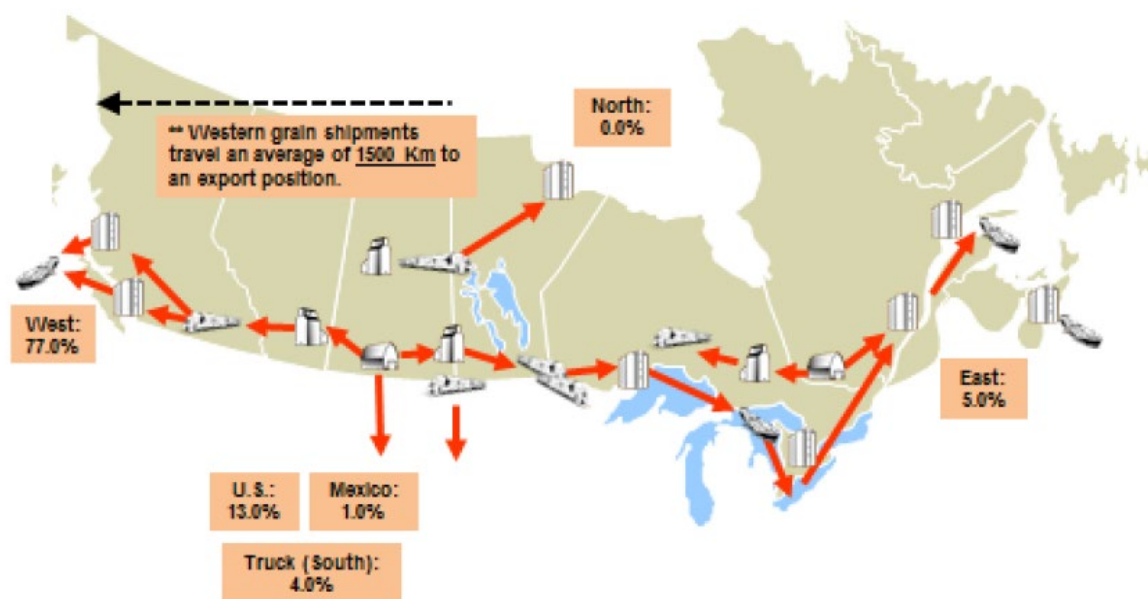 North:
0.0%
** Western grain shipments
travel an average of 1500 Km to
an export position.
West:
77.0%
East:
5.0%
U.S.:
13.0%
Mexico:
1.0%
Truck (South):
4.0%